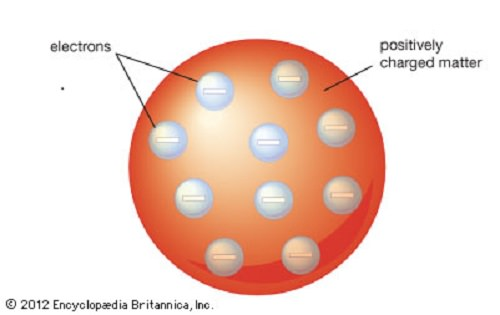 electrons
positively
charged matter
© 2012 Encyclopædia Britannica, Inc.